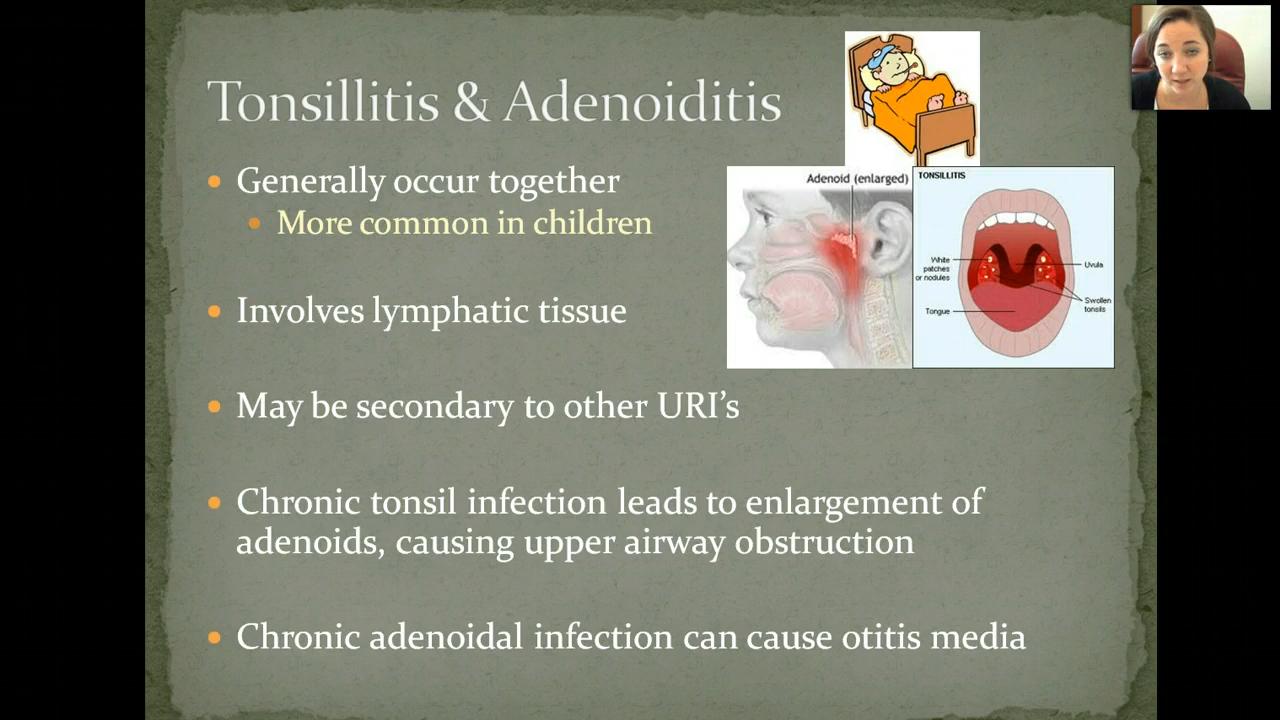 Tonsillitis & Adenoiditis
Generally occur together
More common in children
Involves lymphatic tissue
May be secondary to other URI’s
Chronic tonsil infection leads to enlargement of
adenoids, causing upper airway obstruction
Chronic adenoidal infection can cause otitis media
Adenoid (enlarged)
TONSILLITIS
White
patches
or nodules
Tongue
Uvula
Swollen
tonsils